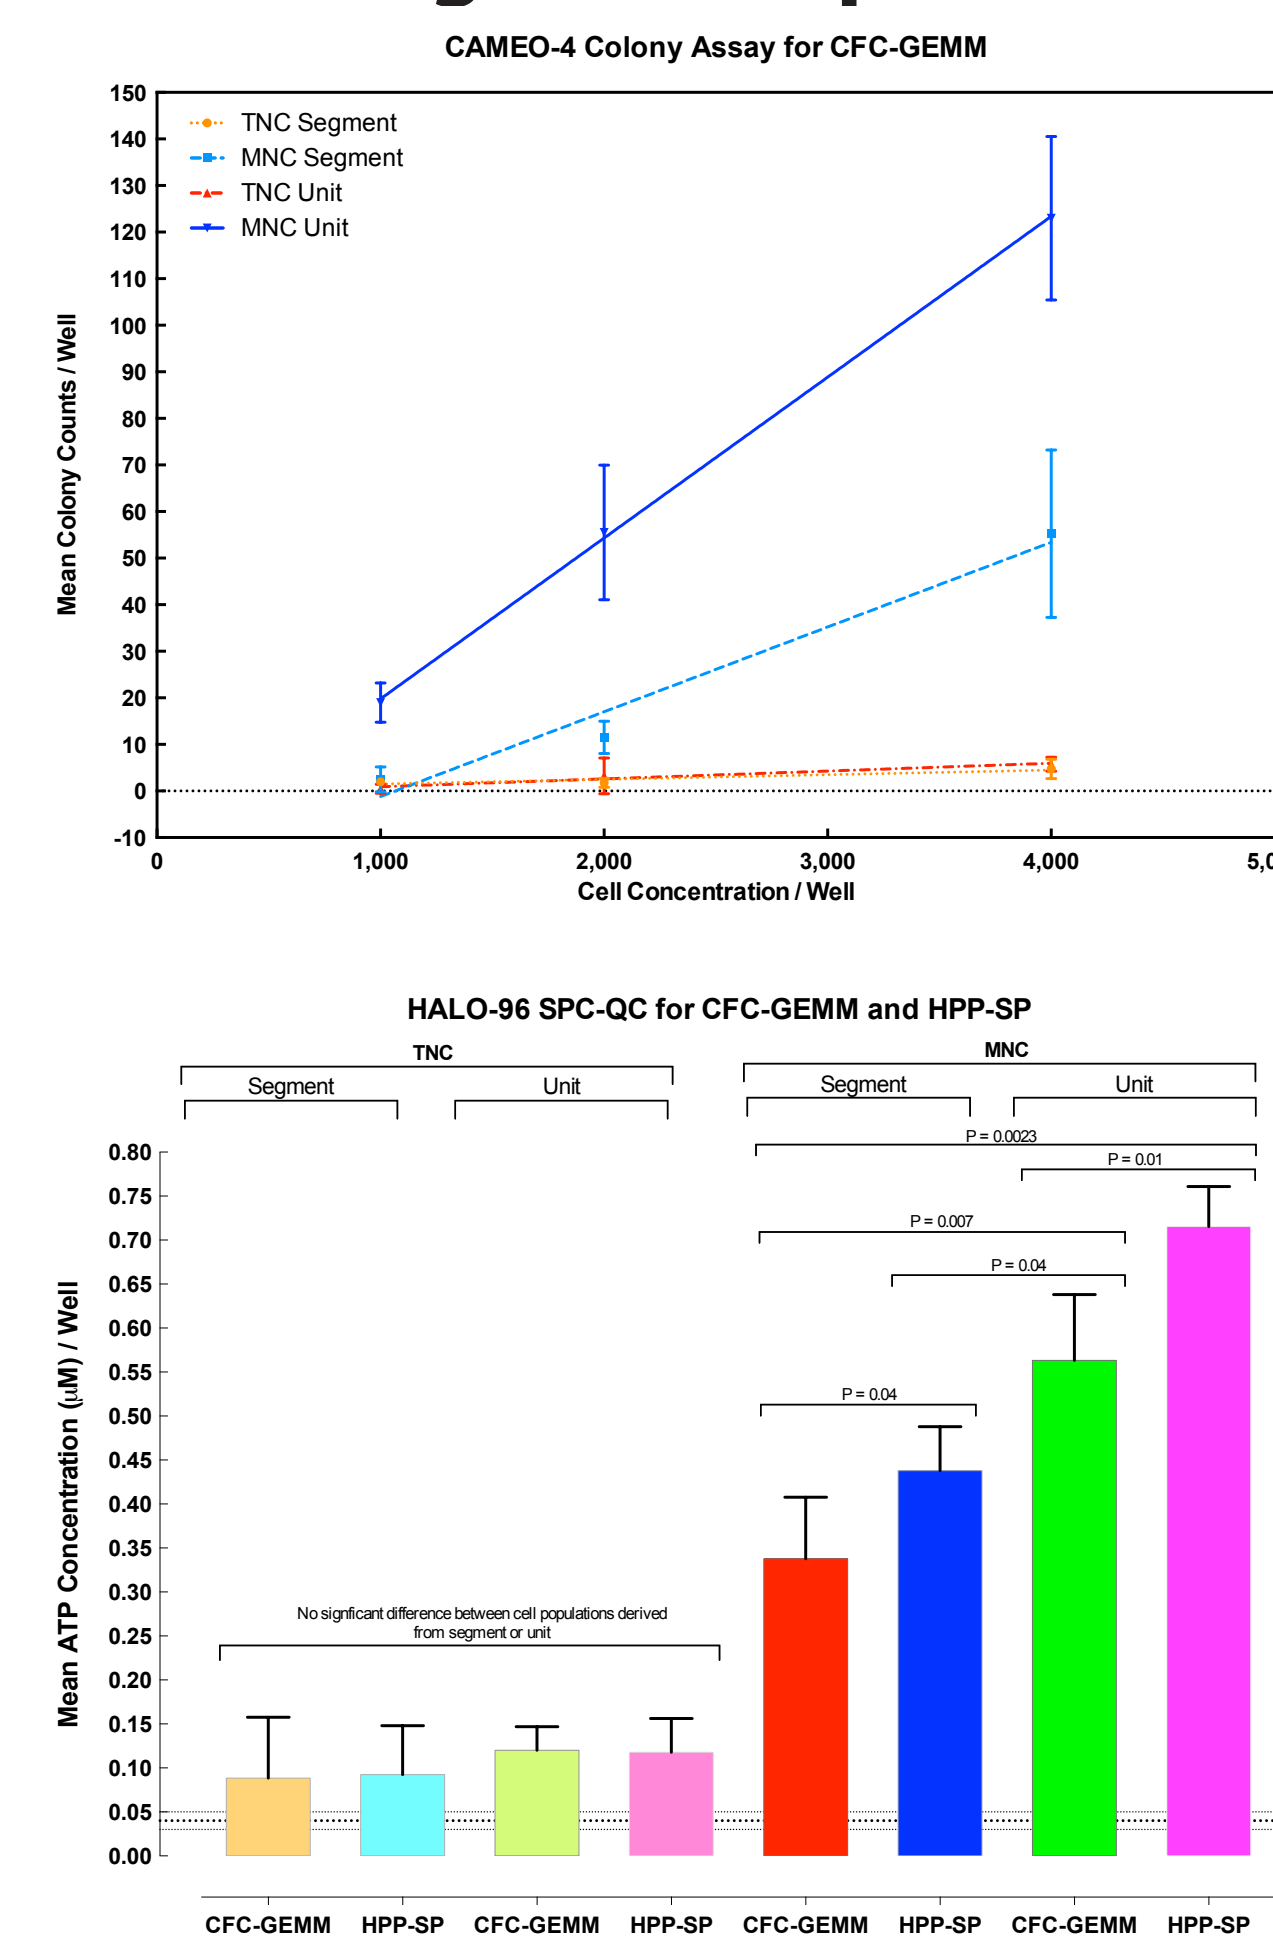 CAMEO-4 Colony Assay for CFC-GEMM
150
140
130
120
110
100
90
80
70
60
50
40
30
20
10
0
-10
TNC Segment
MNC Segment
TNC Unit
MNC Unit
Mean Colony Counts / Well
0 1,000 2,000 3,000 4,000
Cell Concentration / Well
HALO-96 SPC-QC for CFC-GEMM and HPP-SP
TNC MNC
Segment Unit Segment Unit
P = 0.0023
P = 0.01
P = 0.007
P = 0.04
P = 0.04
No signficant difference between cell populations derived
from segment or unit
0.80
0.75
0.70
0.65
0.60
0.55
0.50
0.45
0.40
0.35
0.30
0.25
0.20
0.15
0.10
0.05
0.00
Mean ATP Concentration (µM) / Well
CFC-GEMM HPP-SP CFC-GEMM HPP-SP CFC-GEMM HPP-SP CFC-GEMM HPP-SP